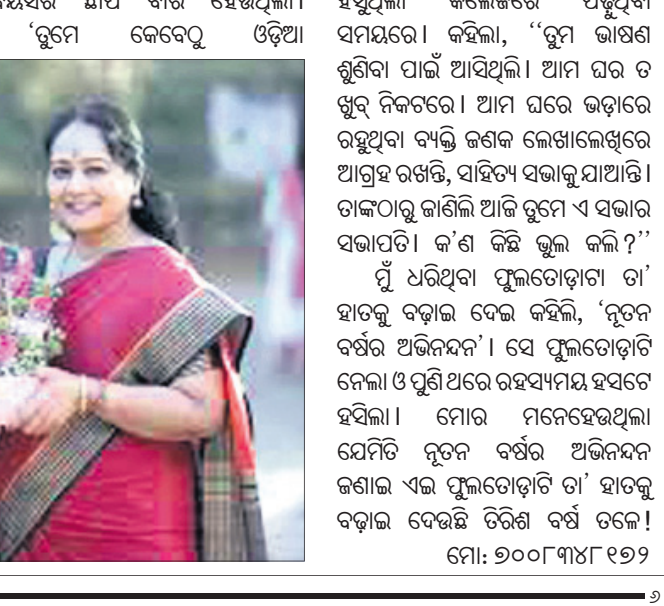 ବୟସର ଛାପ ବାରି ହେଉଥିଲା।
‘ତୁମେ କେବେଠୁ ଓଡ଼ିଆ
ହସୁଥିଲା କଲେଜରେ ପଢ଼ୁଥିବା
ସମୟରେ। କହିଲା, ‘‘ତୁମ ଭାଷଣ
ଶୁଣିବା ପାଇଁ ଆସିଥିଲି। ଆମ ଘର ତ
ଖୁବ୍ ନିକଟରେ। ଆମ ଘରେ ଭଡ଼ାରେ
ରହୁଥିବା ବ୍ୟକ୍ତି ଜଣକ ଲେଖାଲେଖିରେ
ଆଗ୍ରହ ରଖନ୍ତି, ସାହିତ୍ୟ ସଭାକୁ ଯାଆନ୍ତି।
ତାଙ୍କଠାରୁ ଜାଣିଲି ଆଜି ତୁମେ ଏ ସଭାର
ସଭାପତି। କ’ଣ କିଛି ଭୁଲ କଲି?’’
ମୁଁ ଧରିଥିବା ଫୁଲତୋଡ଼ାଟା ତା’
ହାତକୁ ବଢ଼ାଇ ଦେଇ କହିଲି, ‘ନୂତନ
ବର୍ଷର ଅଭିନନ୍ଦନ’। ସେ ଫୁଲତୋଡ଼ାଟି
ନେଲା ଓ ପୁଣି ଥରେ ରହସ୍ୟମୟ ହସଟେ
ହସିଲା। ମୋର ମନେହେଉଥିଲା
ଯେମିତି ନୂତନ ବର୍ଷର ଅଭିନନ୍ଦନ
ଜଣାଇ ଏଇ ଫୁଲତୋଡ଼ାଟି ତା’ ହାତକୁ
ବଢ଼ାଇ ଦେଉଛି ତିରିଶ ବର୍ଷ ତଳେ!
ମୋ: ୭୦୦୮୩୪୮୧୭୨
୬